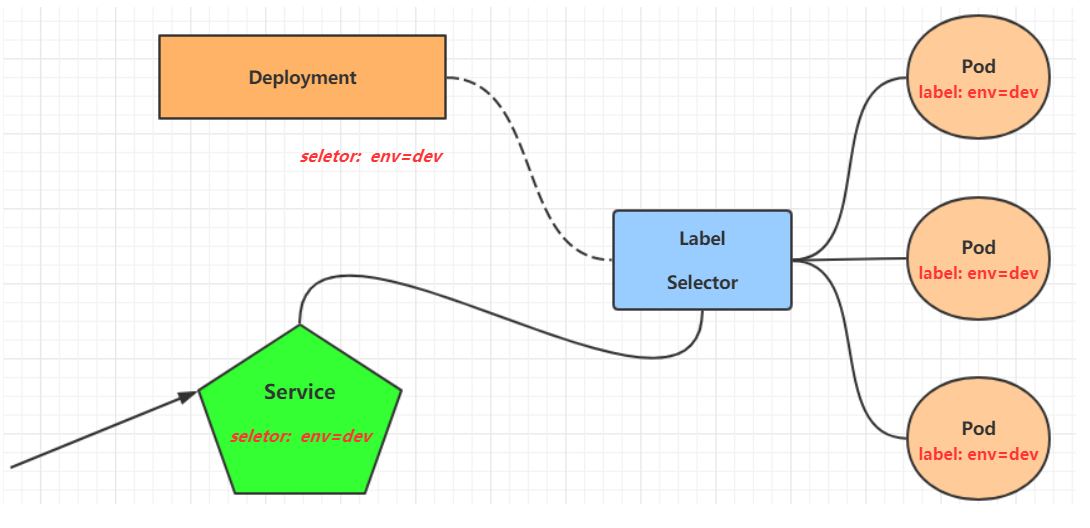 Deployment
seletor: env=dev
Label
Selector
Service
seletor: env=dev
Pod
label: env=dev
Pod
label: env=dev
Pod
label: env=dev